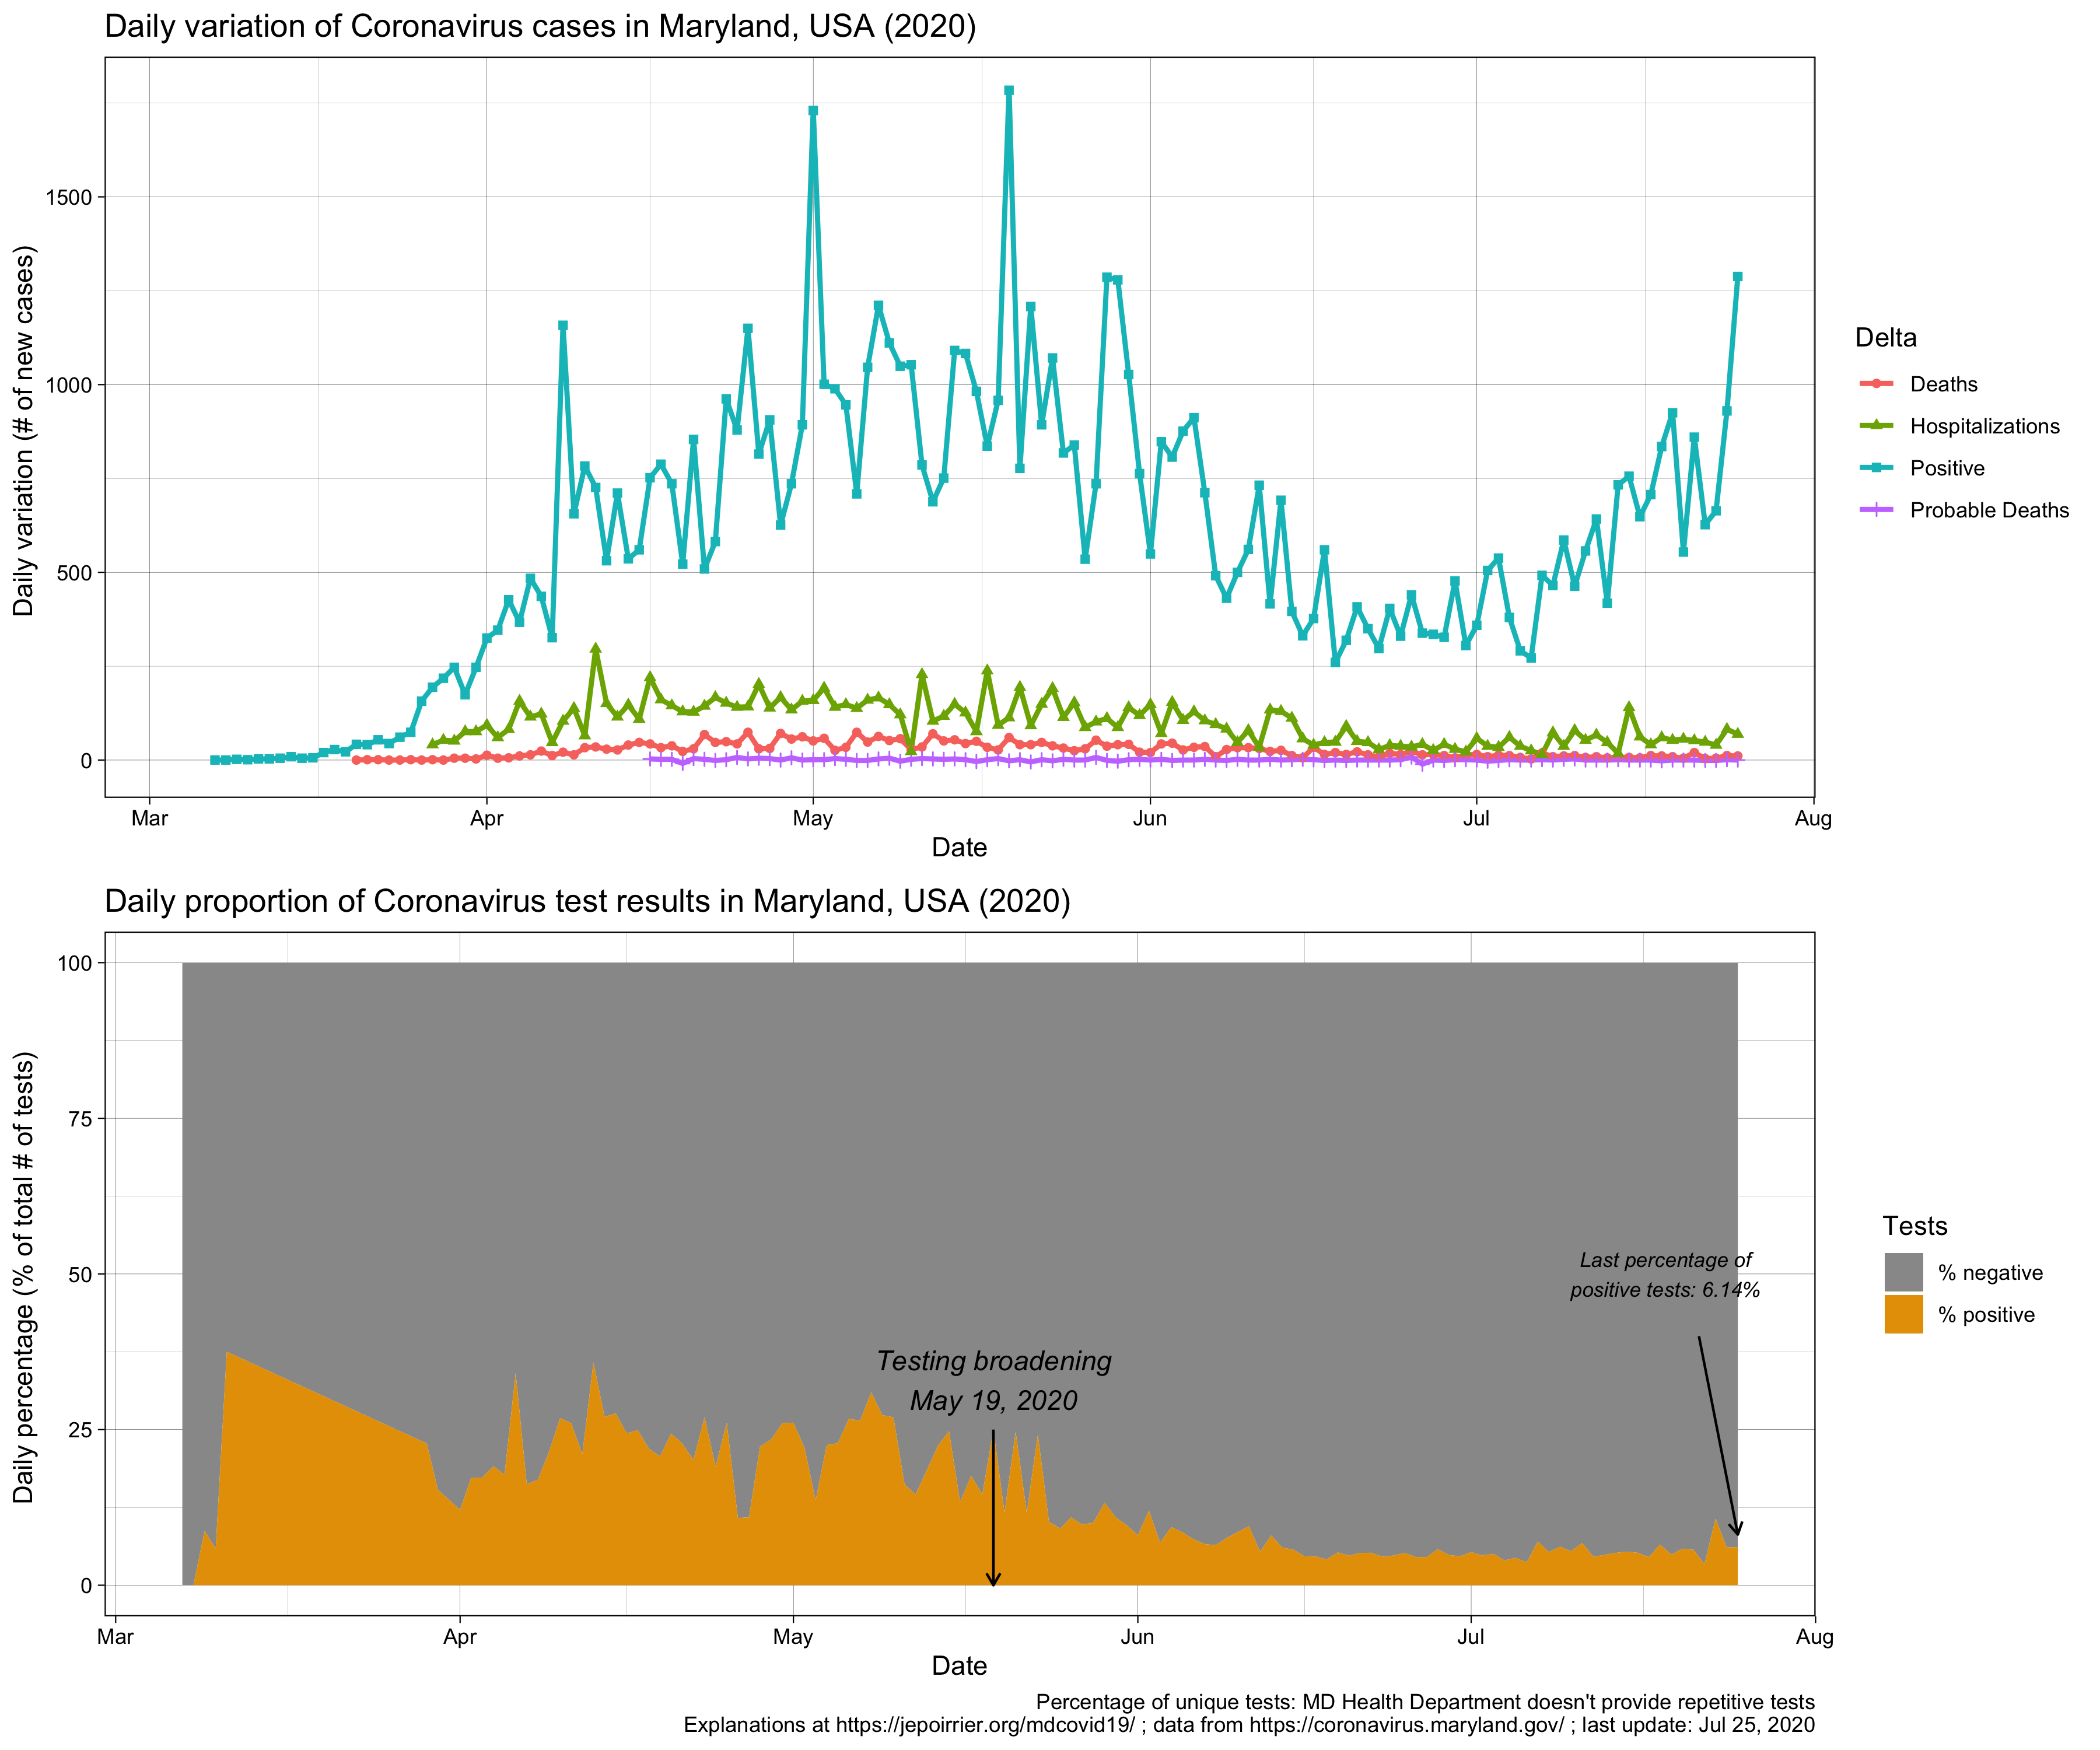 Daily variation of Coronavirus cases in Maryland, USA (2020)
Daily variation (# of new cases)
1500
1000
500
0
Mar
Apr
May
Jun
Jul
Aug
Date
Delta
Deaths
Hospitalizations
Positive
Probable Deaths
Daily proportion of Coronavirus test results in Maryland, USA (2020)
Daily percentage (% of total # of tests)
100
75
50
25
0
Last percentage of
positive tests: 6.14%
Testing broadening
May 19, 2020
Mar
Apr
May
Jun
Jul
Aug
Date
Tests
% negative
% positive
Percentage of unique tests: MD Health Department doesn't provide repetitive tests
Explanations at https://jepoirrier.org/mdcovid19/ ; data from https://coronavirus.maryland.gov/ ; last update: Jul 25, 2020